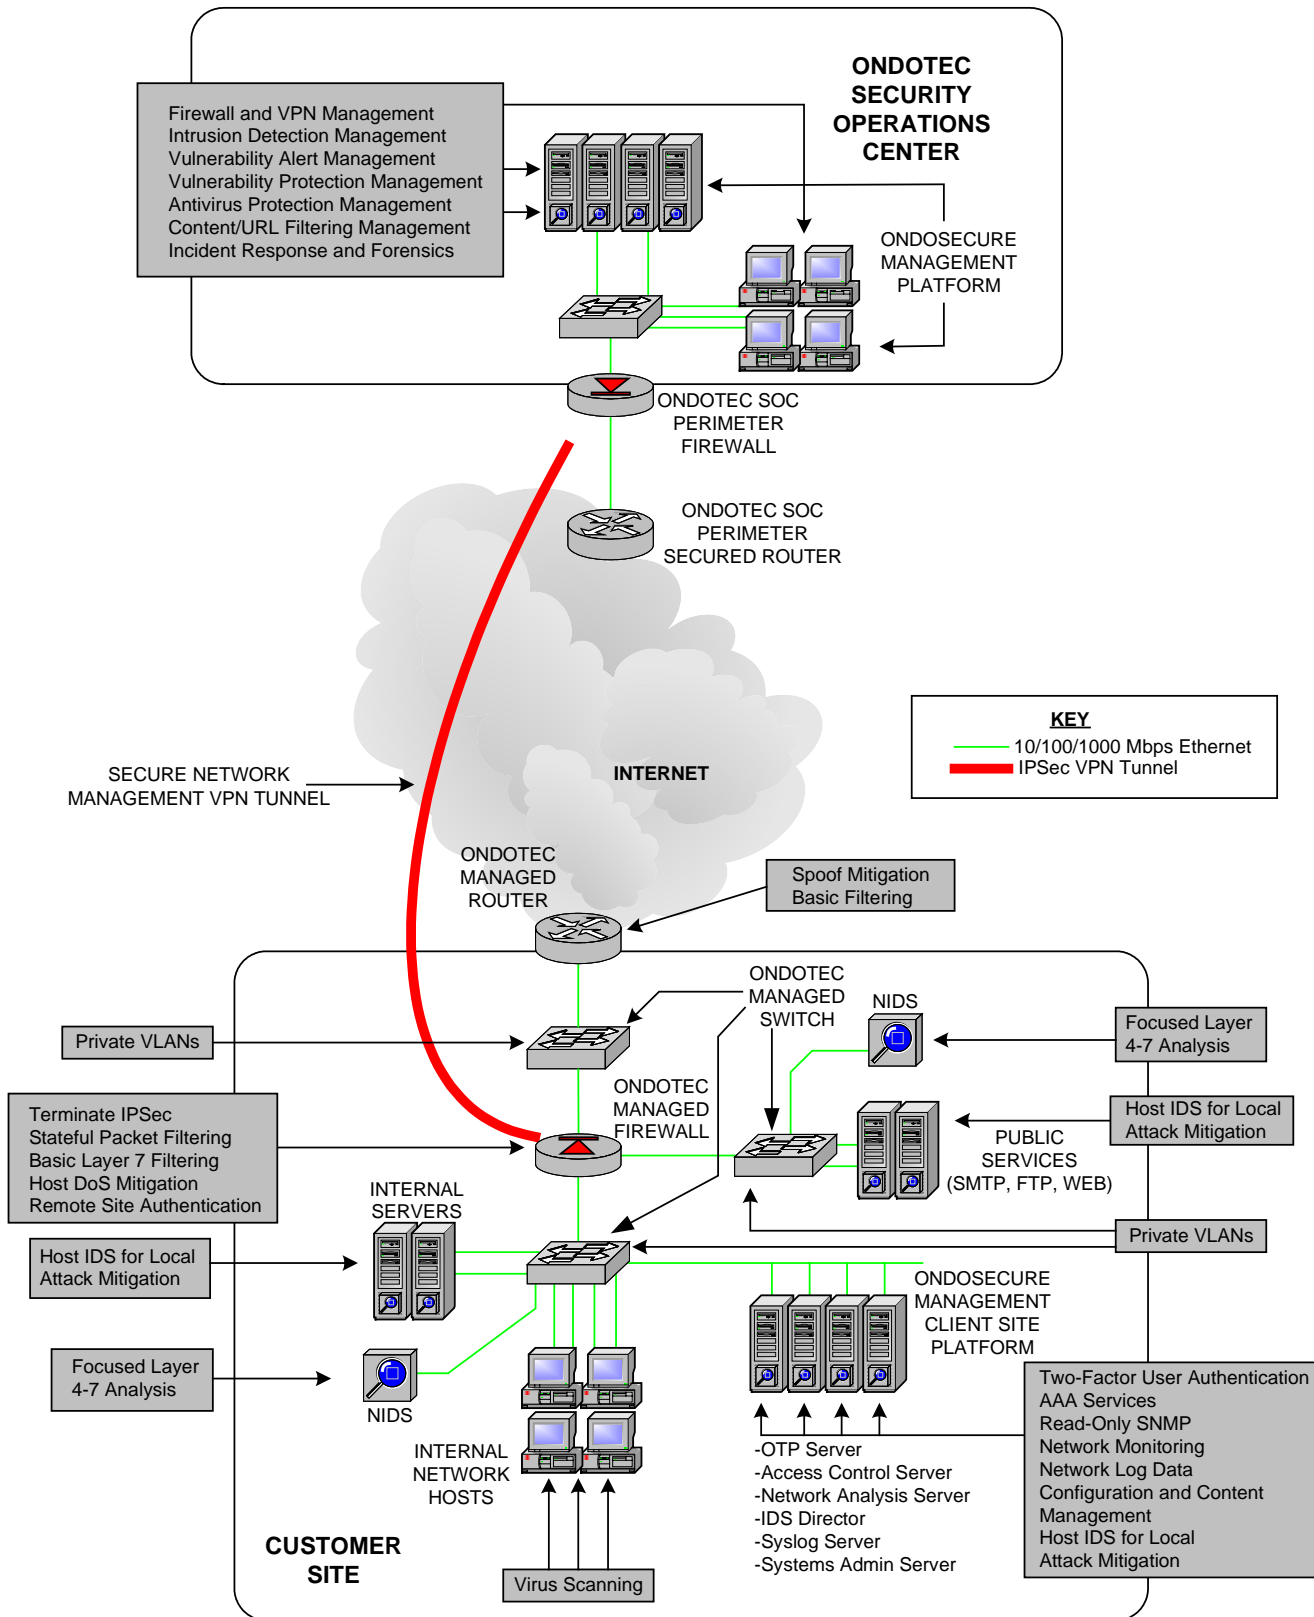 ONDOTEC
SECURITY
OPERATIONS
CENTER
Firewall and VPN Management
Intrusion Detection Management
Vulnerability Alert Management
Vulnerability Protection Management
Antivirus Protection Management
Content/URL Filtering Management
Incident Response and Forensics
ONDOSECURE
MANAGEMENT
PLATFORM
ONDOTEC SOC
PERIMETER
FIREWALL
ONDOTEC SOC
PERIMETER
SECURED ROUTER
KEY
10/100/1000 Mbps Ethernet
IPSec VPN Tunnel
INTERNET
SECURE NETWORK
MANAGEMENT VPN TUNNEL
ONDOTEC
MANAGED
ROUTER
Spoof Mitigation
Basic Filtering
ONDOTEC
MANAGED
SWITCH
NIDS
Focused Layer
4-7 Analysis
Private VLANs
ONDOTEC
MANAGED
FIREWALL
Terminate IPSec
Stateful Packet Filtering
Basic Layer 7 Filtering
Host DoS Mitigation
Remote Site Authentication
Host IDS for Local
Attack Mitigation
PUBLIC
SERVICES
(SMTP, FTP, WEB)
INTERNAL
SERVERS
Private VLANs
Host IDS for Local
Attack Mitigation
ONDOSECURE
MANAGEMENT
CLIENT SITE
PLATFORM
Focused Layer
4-7 Analysis
NIDS
INTERNAL
NETWORK
HOSTS
-OTP Server
-Access Control Server
-Network Analysis Server
-IDS Director
-Syslog Server
-Systems Admin Server
Two-Factor User Authentication
AAA Services
Read-Only SNMP
Network Monitoring
Network Log Data
Configuration and Content
Management
Host IDS for Local
Attack Mitigation
CUSTOMER
SITE
Virus Scanning